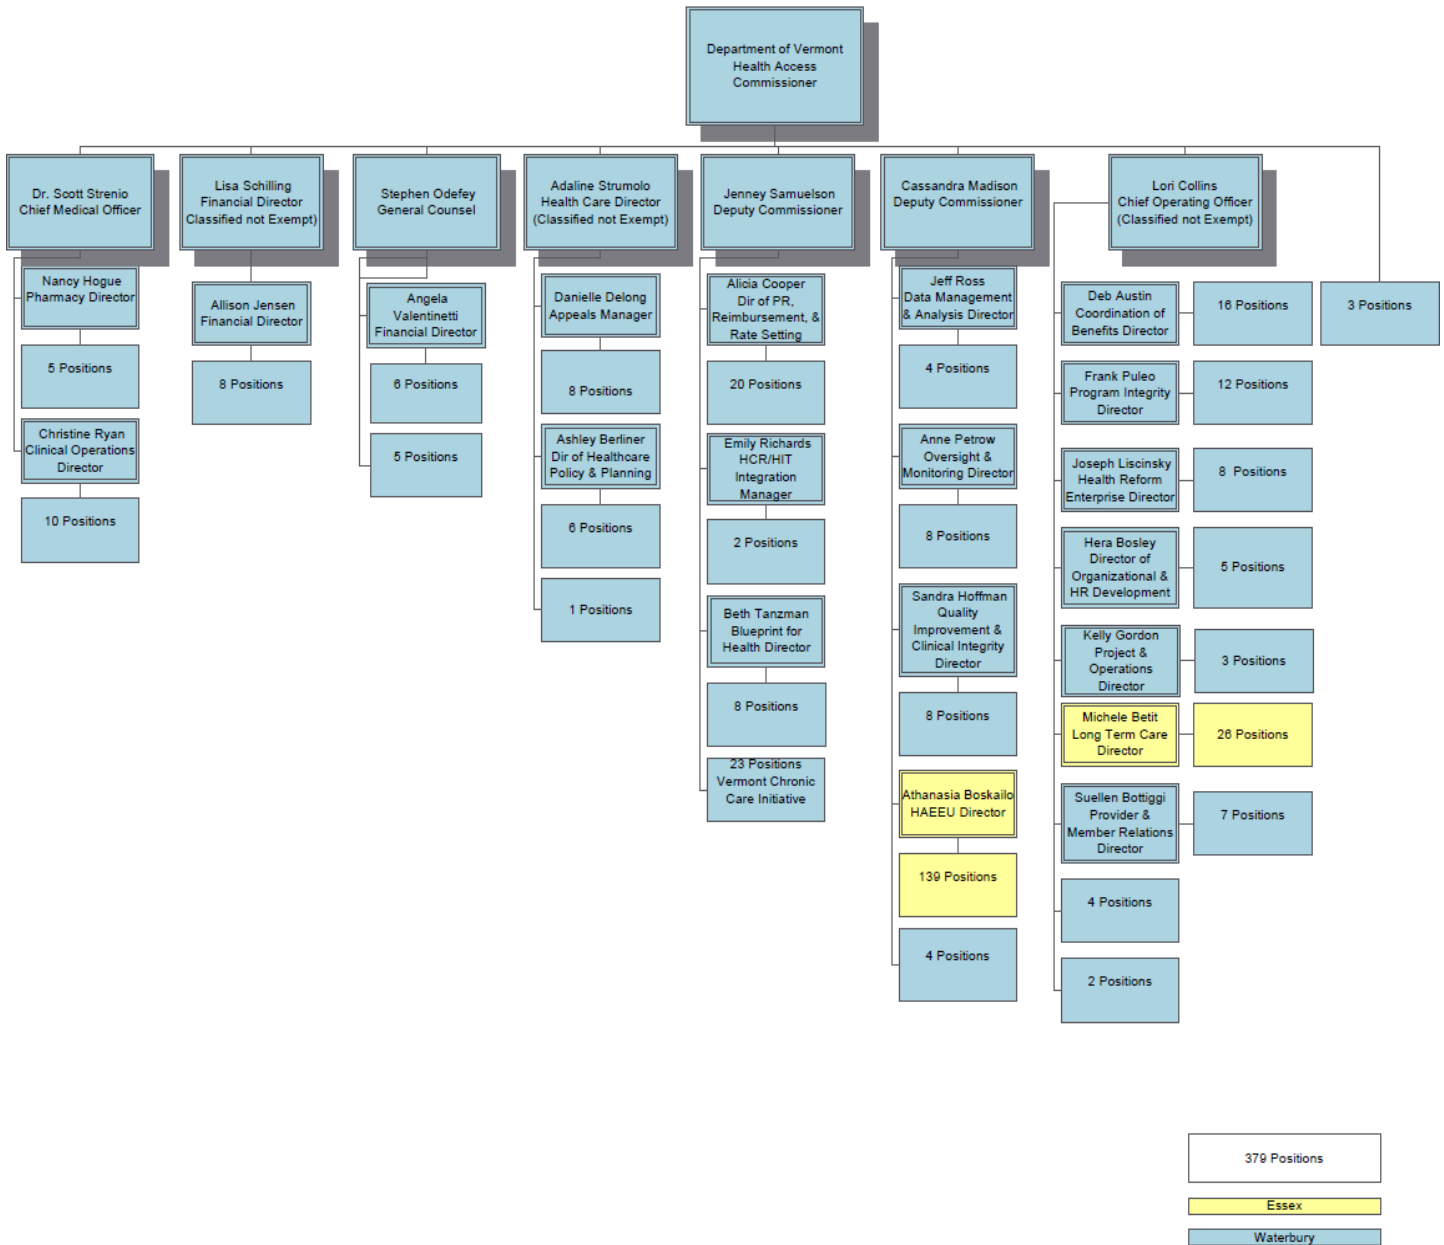 Department of Vermont
Health Access
Commissioner
Dr. Scott Strenio
Chief Medical Officer
Nancy Hogue
Pharmacy Director
5 Positions
Christine Ryan
Clinical Operations
Director
10 Positions
Lisa Schilling
Financial Director
Classified not Exempt)
Allison Jensen
Financial Director
8 Positions
Stephen Odefey
General Counsel
Angela
Valentinetti
Financial Director
6 Positions
5 Positions
Adaline Strumolo
Health Care Director
(Classified not Exempt)
Danielle Delong
Appeals Manager
8 Positions
Ashley Berliner
Dir of Healthcare
Policy & Planning
6 Positions
1 Positions
Jenney Samuelson
Deputy Commissioner
Alicia Cooper
Dir of PR,
Reimbursement, &
Rate Setting
20 Positions
Emily Richards
HCR/HIT
Integration
Manager
2 Positions
Beth Tanzman
Blueprint for
Health Director
8 Positions
23 Positions
Vermont Chronic
Care Initiative
Cassandra Madison
Deputy Commissioner
Jeff Ross
Data Management
& Analysis Director
4 Positions
Anne Petrow
Oversight &
Monitoring Director
8 Positions
Sandra Hoffman
Quality
Improvement &
Clinical Integrity
Director
8 Positions
Athanasia Boskailo
HAEEU Director
139 Positions
4 Positions
Lori Collins
Chief Operating Officer
(Classified not Exempt)
Deb Austin
Coordination of
Benefits Director
16 Positions
Frank Puleo
Program Integrity
Director
12 Positions
Joseph Liscinsky
Health Reform
Enterprise Director
8 Positions
Hera Bosley
Director of
Organizational &
HR Development
5 Positions
Kelly Gordon
Project &
Operations
Director
3 Positions
Michele Betit
Long Term Care
Director
26 Positions
Suellen Bottiggi
Provider &
Member Relations
Director
7 Positions
4 Positions
2 Positions
3 Positions
379 Positions
Essex
Waterbury